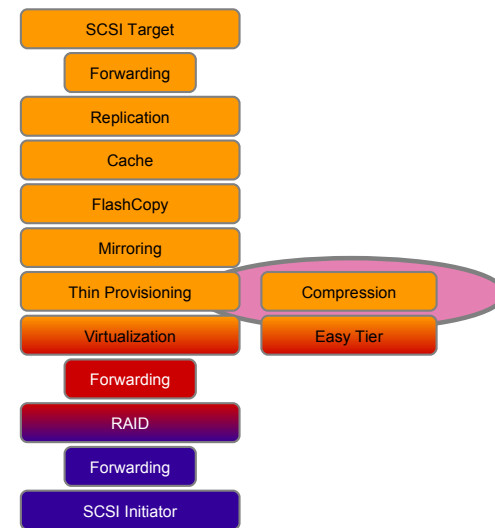 SCSI Target
Forwarding
Replication
Cache
FlashCopy
Mirroring
Thin Provisioning
Compression
Virtualization
Easy Tier
Forwarding
RAID
Forwarding
SCSI Initiator